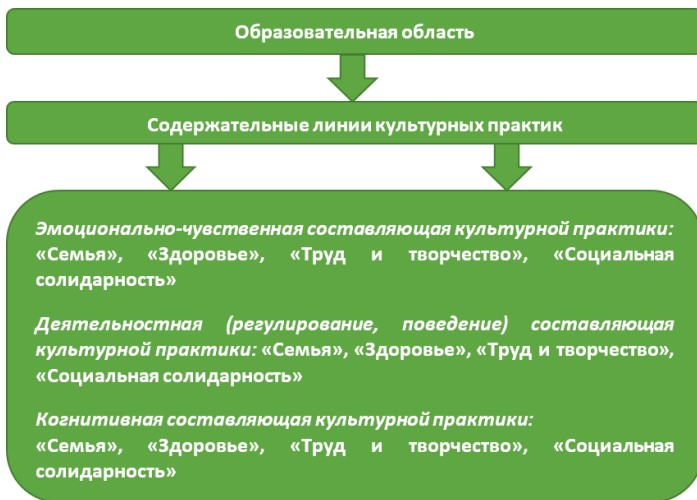 Образовательная область
Содержательные линии культурных практик
Эмоционально-чувственная составляющая культурной практики:
«Семья», «Здоровье», «Труд и творчество», «Социальная
солидарность»
Деятельностная (регулирование, поведение) составляющая
культурной практики: «Семья», «Здоровье», «Труд и творчество»,
«Социальная солидарность»
Когнитивная составляющая культурной практики:
«Семья», «Здоровье», «Труд и творчество», «Социальная
солидарность»